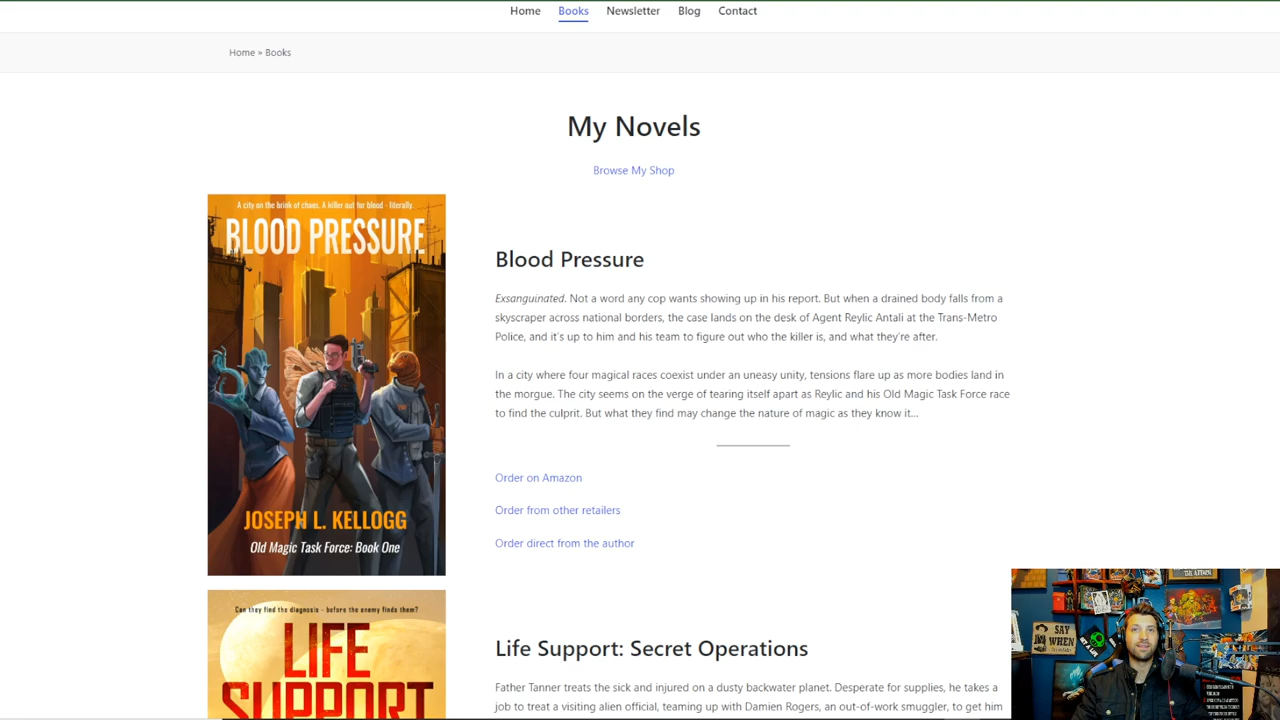 Home Books Newsletter Blog Contact
Home » Books
My Novels
Browse My Shop
A city on the brink of chaos. A killer out for blood - literally.
BLOOD PRESSURE
JOSEPH L. KELLOGG
Old Magic Task Force: Book One
Blood Pressure
Exsanguinated. Not a word any cop wants showing up in his report. But when a drained body falls from a
skyscraper across national borders, the case lands on the desk of Agent Reylic Antali at the Trans-Metro
Police, and it's up to him and his team to figure out who the killer is, and what they're after.
In a city where four magical races coexist under an uneasy unity, tensions flare up as more bodies land in
the morgue. The city seems on the verge of tearing itself apart as Reylic and his Old Magic Task Force race
to find the culprit. But what they find may change the nature of magic as they know it...
Order on Amazon
Order from other retailers
Order direct from the author
Can they find the diagnosis - before the enemy finds them?
LIFE
SUPPORT
Life Support: Secret Operations
Father Tanner treats the sick and injured on a dusty backwater planet. Desperate for supplies, he takes a
job to treat a visiting alien official, teaming up with Damien Rogers, an out-of-work smuggler, to get him
SAY
WHEN